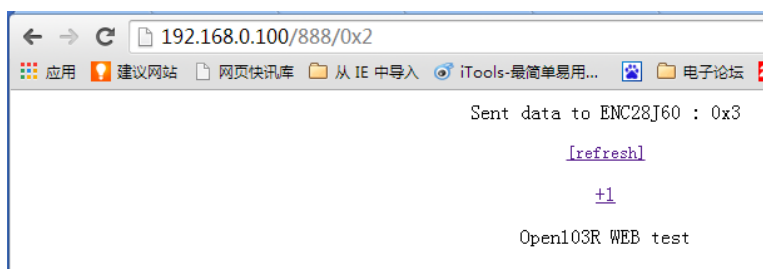 192.168.0.100/888/0x2
应用 建议网站 网页快讯库 从 IE 中导入 iTools-最简单易用... 电子论坛
Sent data to ENC28J60 : 0x3
[refresh]
+1
Open103R WEB test